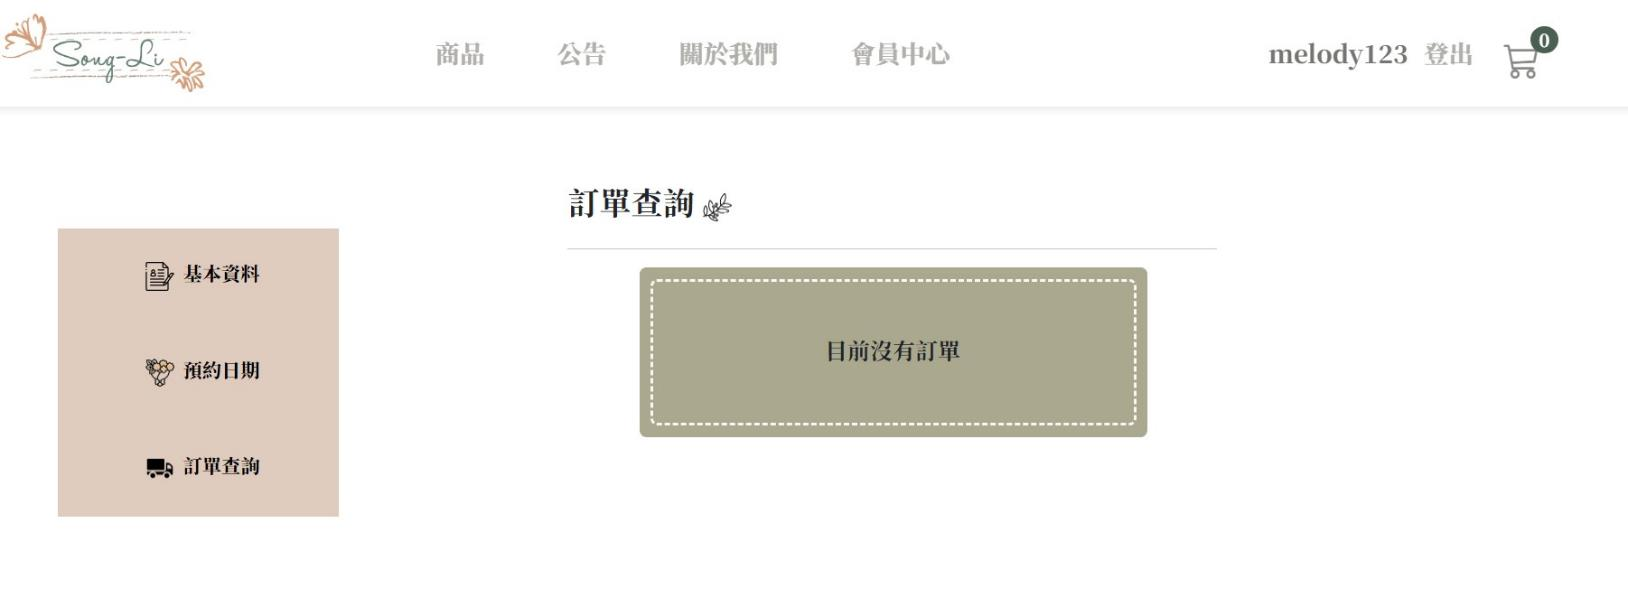 Song-Li
商品 公告 關於我們 會員中心 melody123 登出 0
訂單查詢
基本資料
預約日期
訂單查詢
目前沒有訂單